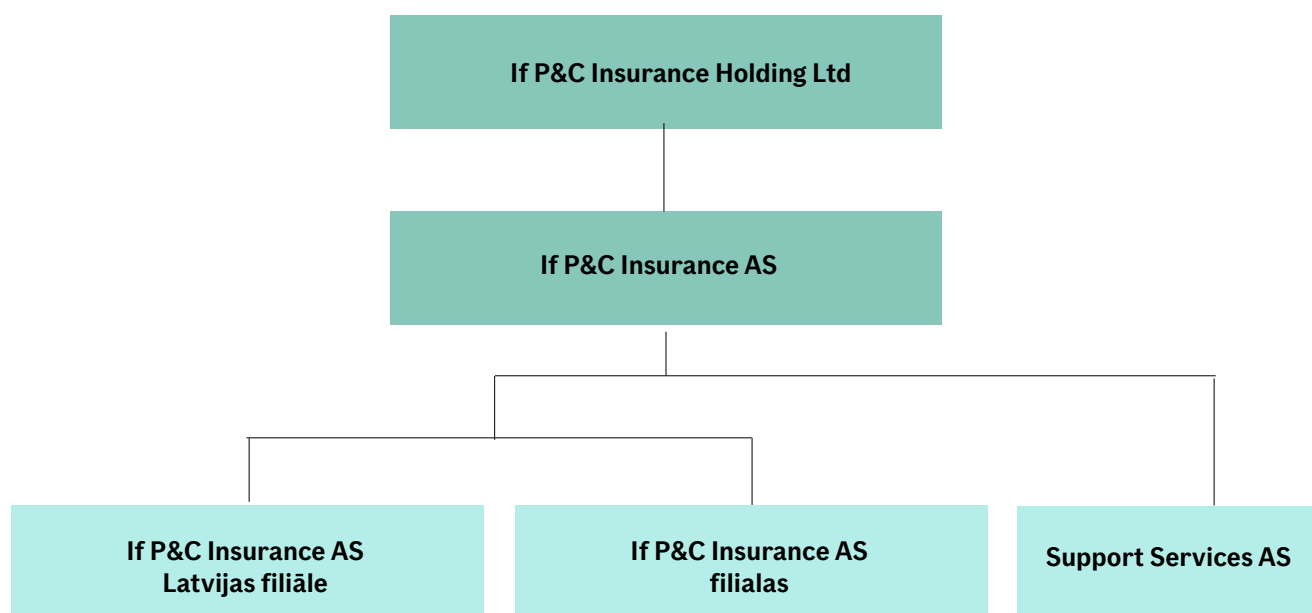 If P&C Insurance Holding Ltd
If P&C Insurance AS
If P&C Insurance AS
Latvijas filiāle
If P&C Insurance AS
filialas
Support Services AS